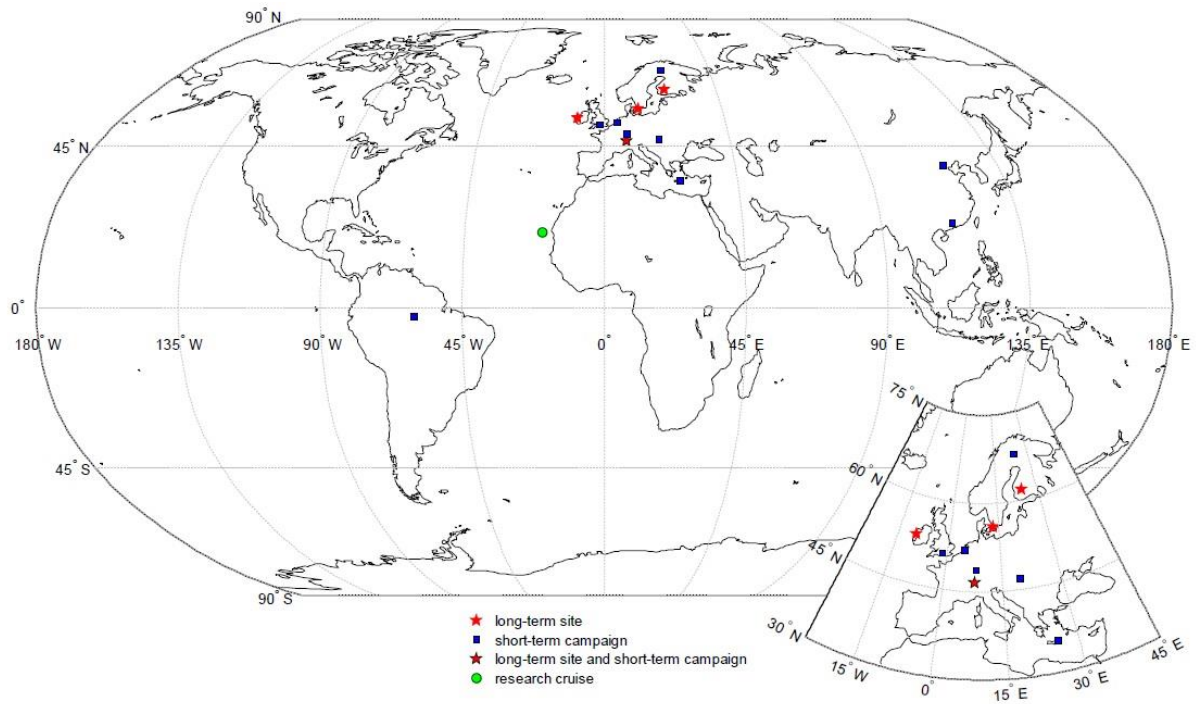 90° N
45° N
0°
180° W 135° W 90° W 45° W 0° 45° E 90° E 135° E 180° E
75° N
45° S
60° N
45° N
90° S
30° N
15° W 0° 15° E 30° E 45° E
long-term site
short-term campaign
long-term site and short-term campaign
research cruise